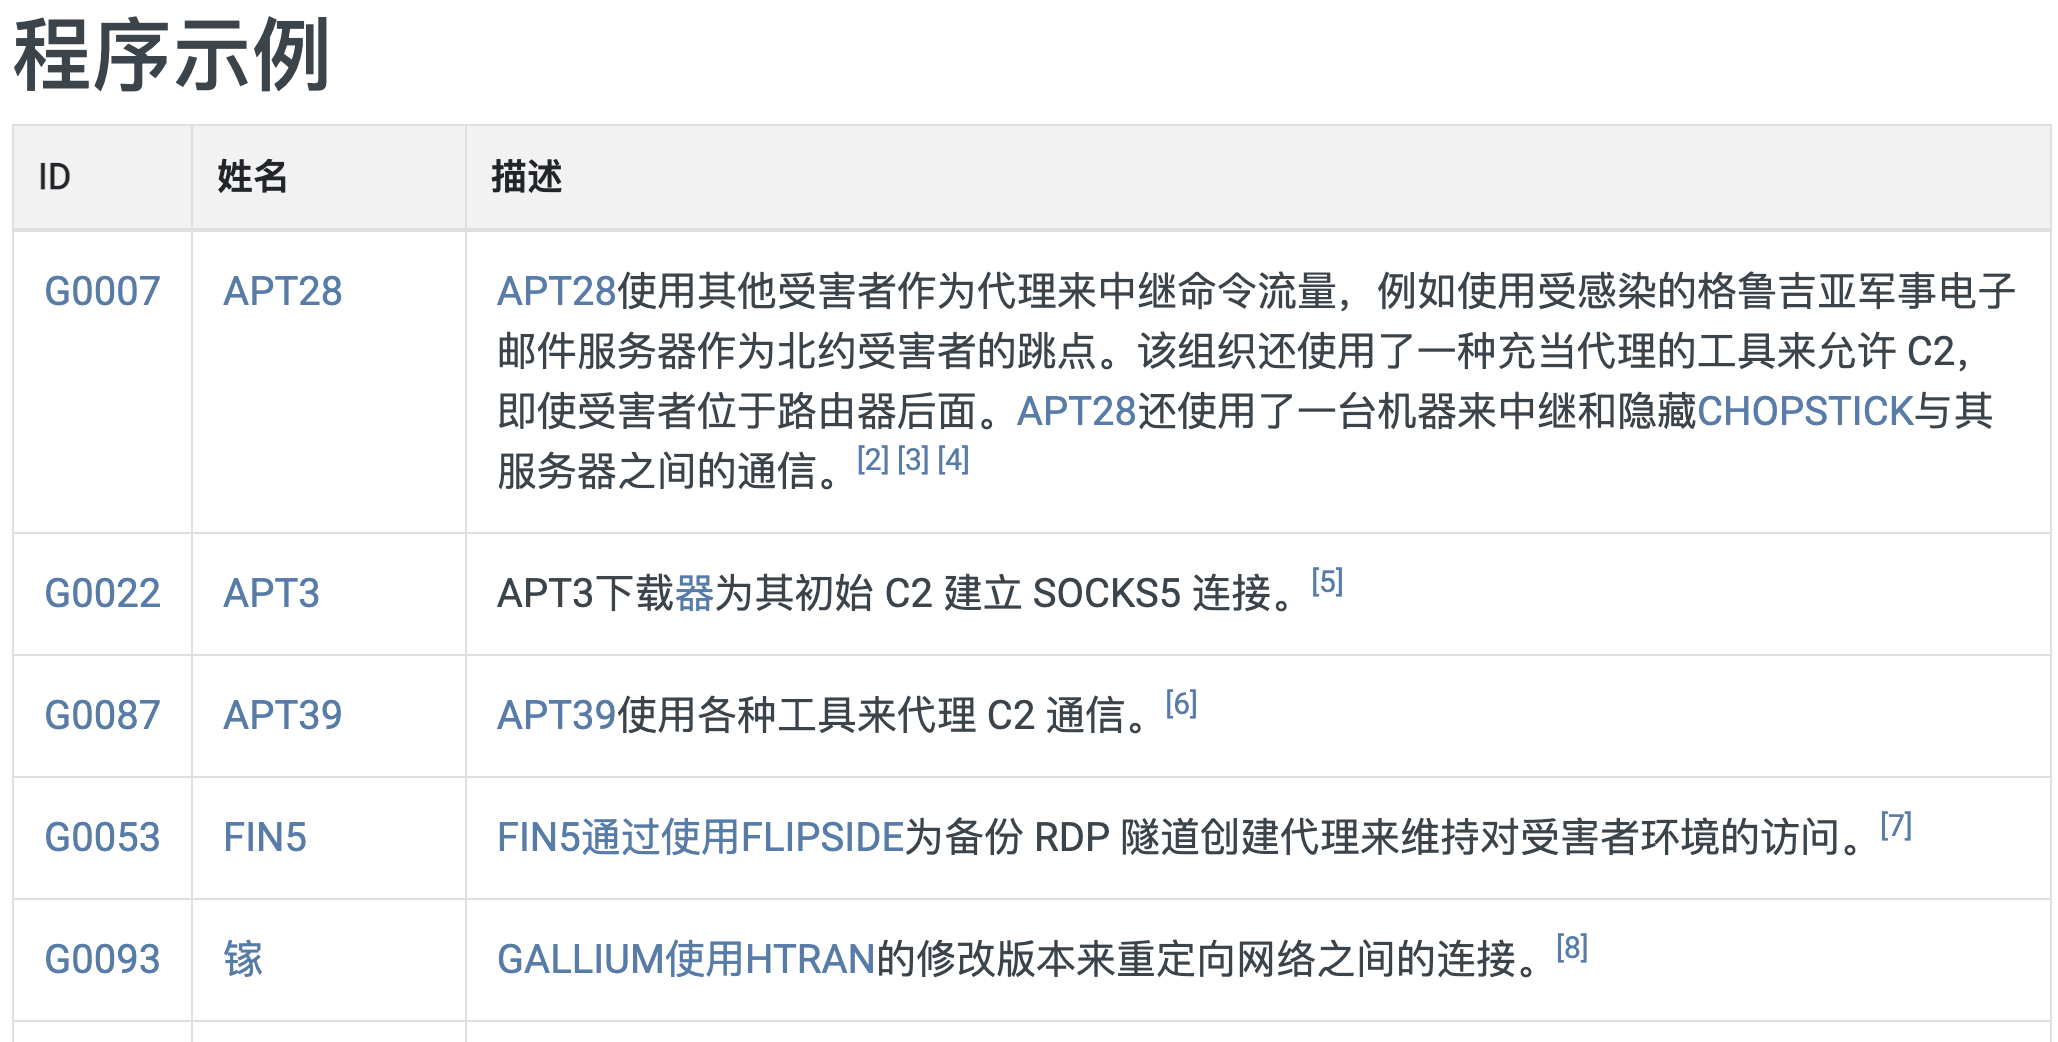 程序示例
ID 姓名 描述
G0007 APT28 APT28使用其他受害者作为代理来中继命令流量，例如使用受感染的格鲁吉亚军事电子
邮件服务器作为北约受害者的跳点。该组织还使用了一种充当代理的工具来允许 C2，
即使受害者位于路由器后面。APT28还使用了一台机器来中继和隐藏CHOPSTICK与其
服务器之间的通信。[2] [3] [4]
G0022 APT3 APT3下载器为其初始 C2 建立 SOCKS5 连接。[5]
G0087 APT39 APT39使用各种工具来代理 C2 通信。[6]
G0053 FIN5 FIN5通过使用FLIPSIDE为备份 RDP 隧道创建代理来维持对受害者环境的访问。[7]
G0093 镓 GALLIUM使用HTRAN的修改版本来重定向网络之间的连接。[8]